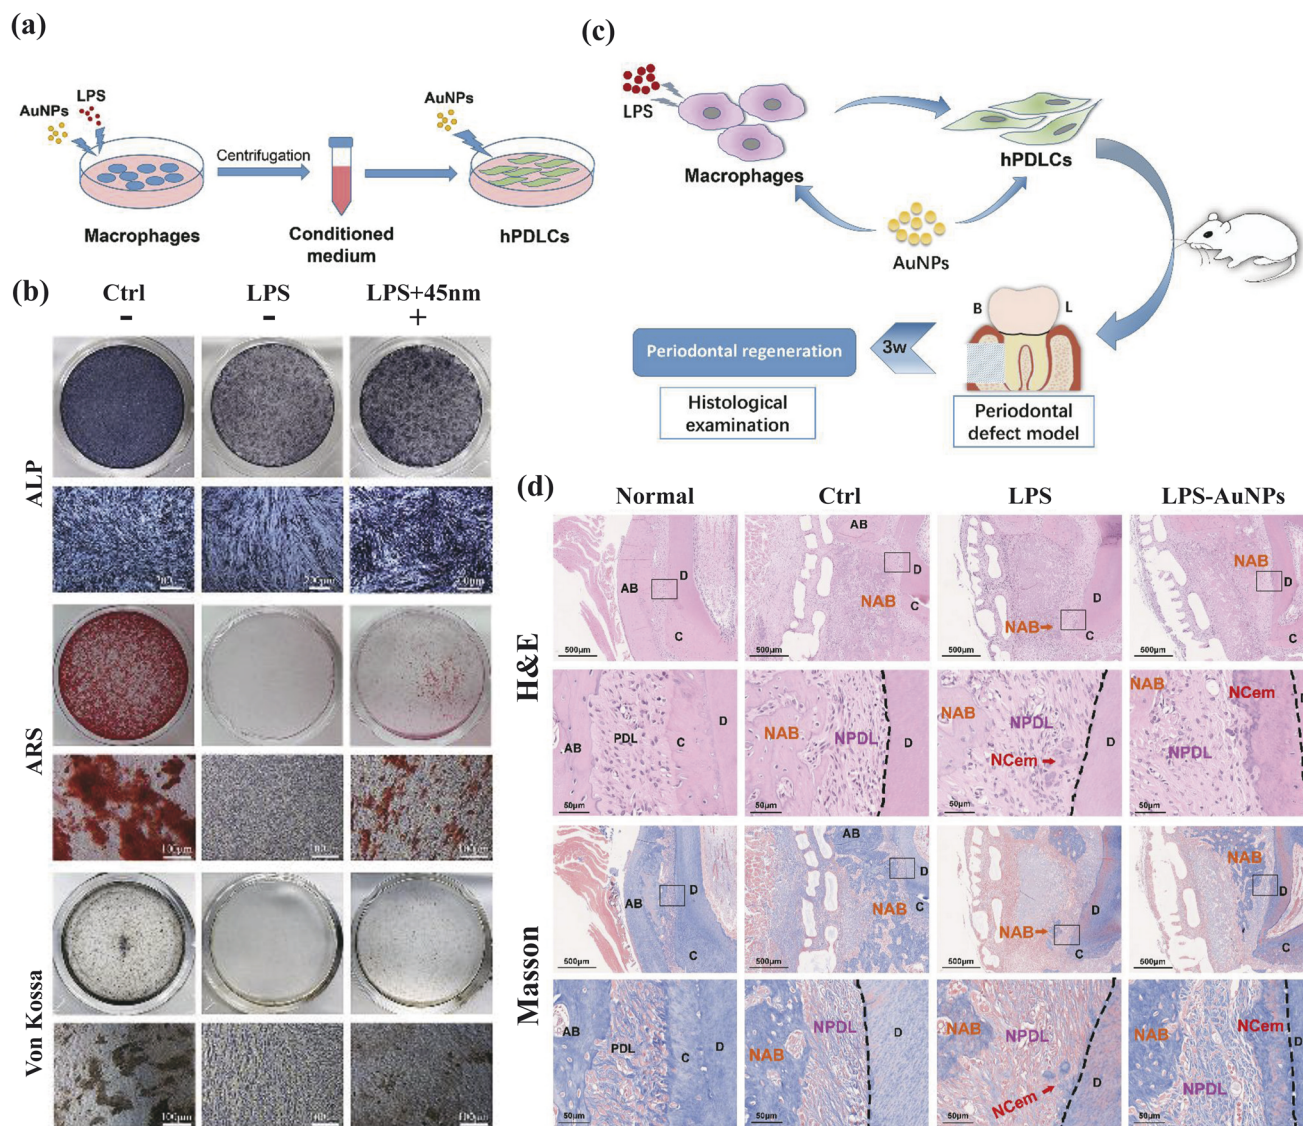 (a)
AuNPs
LPS
AuNPs
Centrifugation
Macrophages
Conditioned
medium
hPDLCs
(b)
Ctrl
LPS
LPS+45nm
-
-
+
ALP
200μm
ARS
100μm
100μm
Von Kossa
100μm
(c)
LPS
Macrophages
hPDLCs
AuNPs
B
L
Periodontal regeneration
3w
Histological
examination
Periodontal
defect model
(d)
Normal
Ctrl
LPS
LPS-AuNPs
H&E
AB
D
C
500μm
AB
D
NAB
C
500μm
D
NAB
C
500μm
NAB
D
C
500μm
AB
PDL
C
D
50μm
NAB
NPDL
D
50μm
NAB
NPDL
NCem
D
50μm
NAB
NCem
NPDL
D
50μm
Masson
AB
D
C
500μm
AB
D
NAB
C
500μm
D
NAB
C
500μm
NAB
D
C
500μm
AB
PDL
C
D
50μm
NPDL
NAB
D
50μm
NAB
NPDL
NCem
D
50μm
NAB
NCem
NPDL
D
50μm